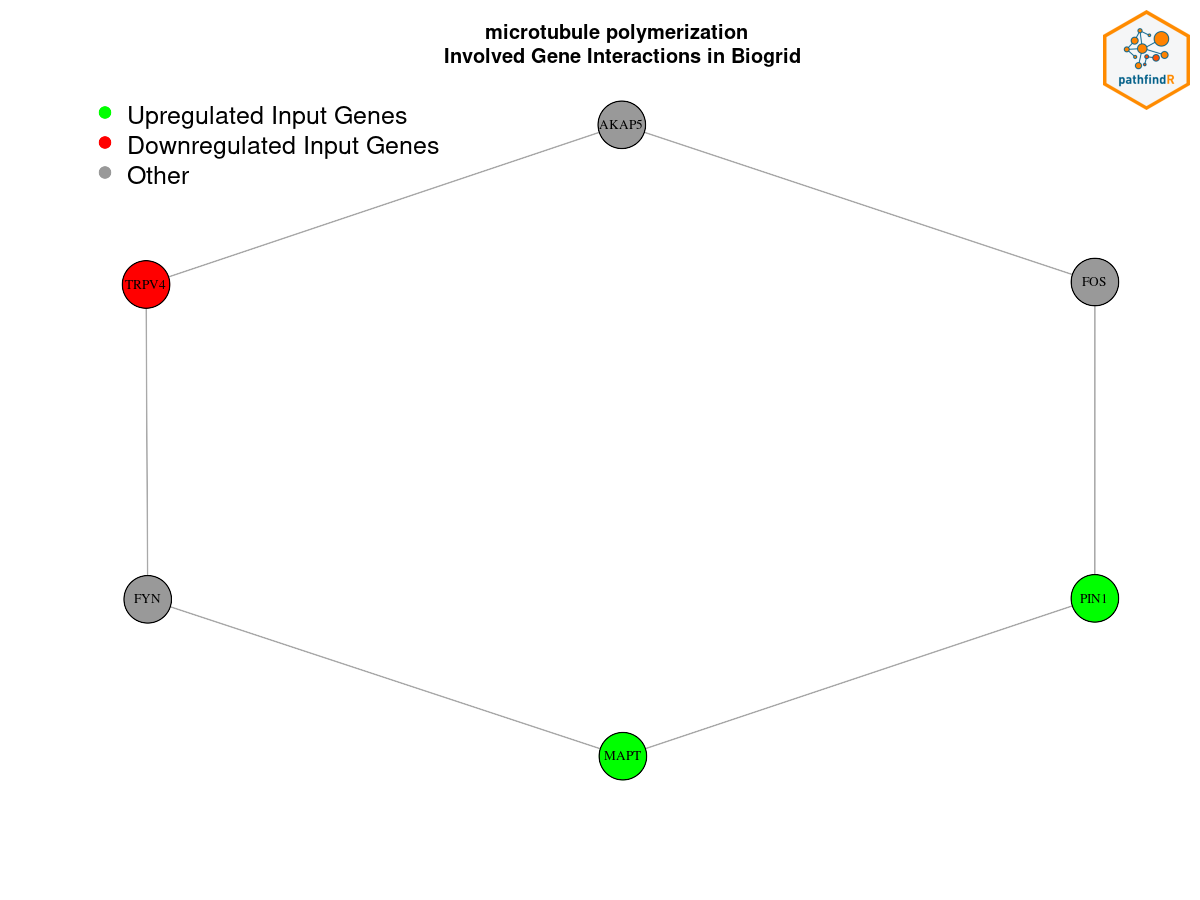 microtubule polymerization
Involved Gene Interactions in Biogrid
pathfindR
Upregulated Input Genes
Downregulated Input Genes
Other
AKAP5
TRPV4
FOS
FYN
PIN1
MAPT